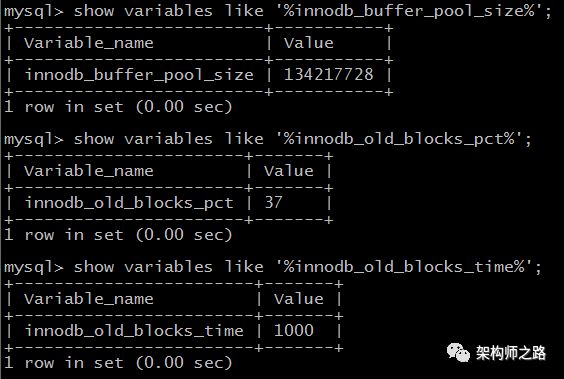 mysql> show variables like '%innodb_buffer_pool_size%';
+-------------------------+-----------+
| Variable_name           | Value     |
+-------------------------+-----------+
| innodb_buffer_pool_size | 134217728 |
+-------------------------+-----------+
1 row in set (0.00 sec)
mysql> show variables like '%innodb_old_blocks_pct%';
+-----------------------+-------+
| Variable_name         | Value |
+-----------------------+-------+
| innodb_old_blocks_pct | 37    |
+-----------------------+-------+
1 row in set (0.00 sec)
mysql> show variables like '%innodb_old_blocks_time%';
+------------------------+-------+
| Variable_name          | Value |
+------------------------+-------+
| innodb_old_blocks_time | 1000  |
+------------------------+-------+
1 row in set (0.00 sec)
架构师之路